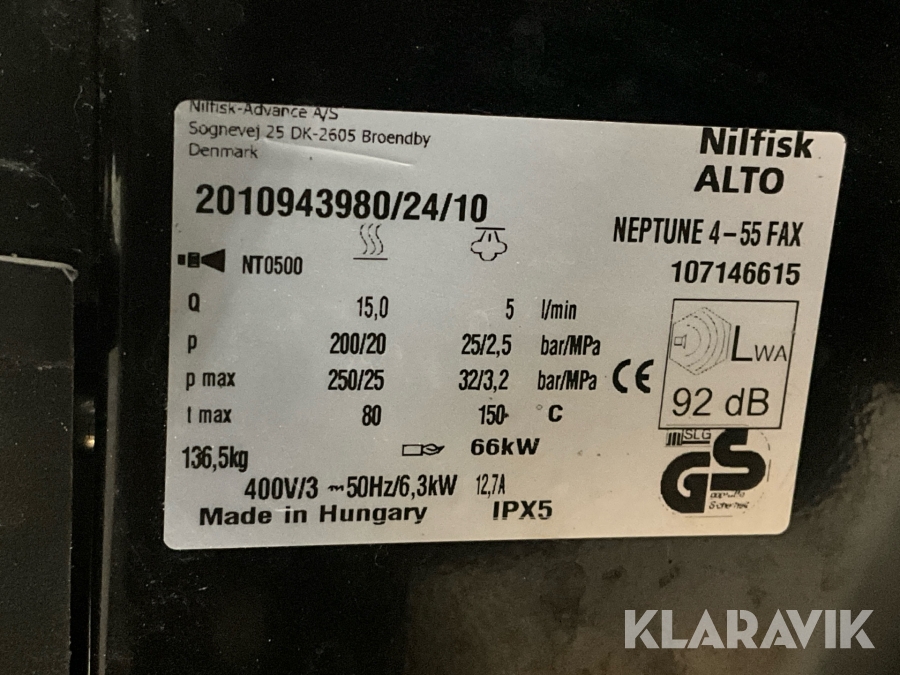 Nilfisk-Advance A/S
Sognevej 25 DK-2605 Broendby
Denmark
Nilfisk
ALTO
2010943980/24/10
NEPTUNE 4-55 FAX
107146615
NT0500
Q 15,0 5 l/min
p 200/20 25/2,5 bar/MPa
p max 250/25 32/3,2 bar/MPa CE
t max 80 150 °C
LWA
92 dB
136,5kg 66kW
SLG
GS
400V/3~50Hz/6,3kW 12,7A
Made in Hungary IPX5
KLARAVIK